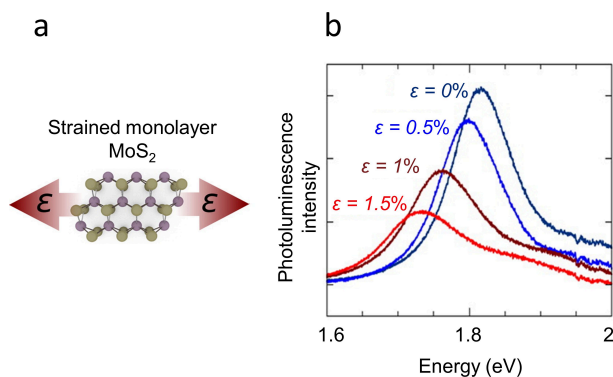 a
b
Strained monolayer
MoS₂
ε
ε
ε = 0%
ε = 0.5%
ε = 1%
ε = 1.5%
Photoluminescence
intensity
1.6
1.8
2
Energy (eV)